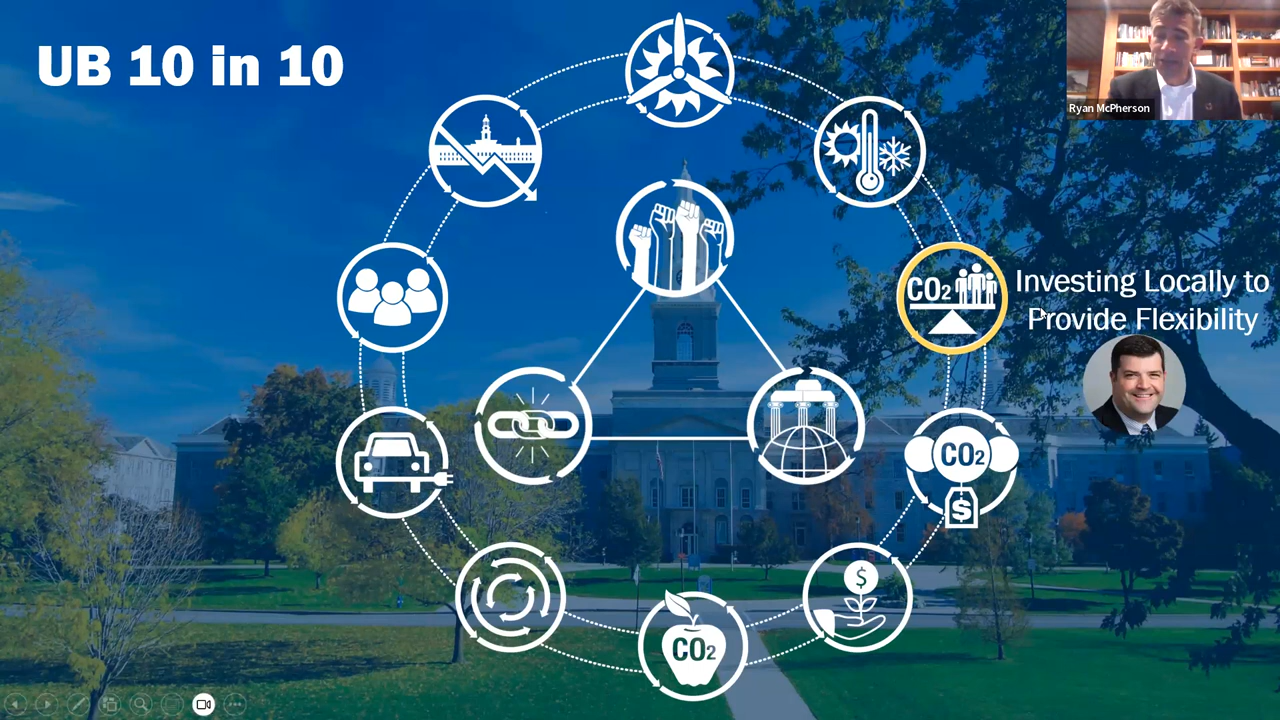 UB 10 in 10
Ryan McPherson
CO2
Investing Locally to
Provide Flexibility
CO2
$
$
CO2